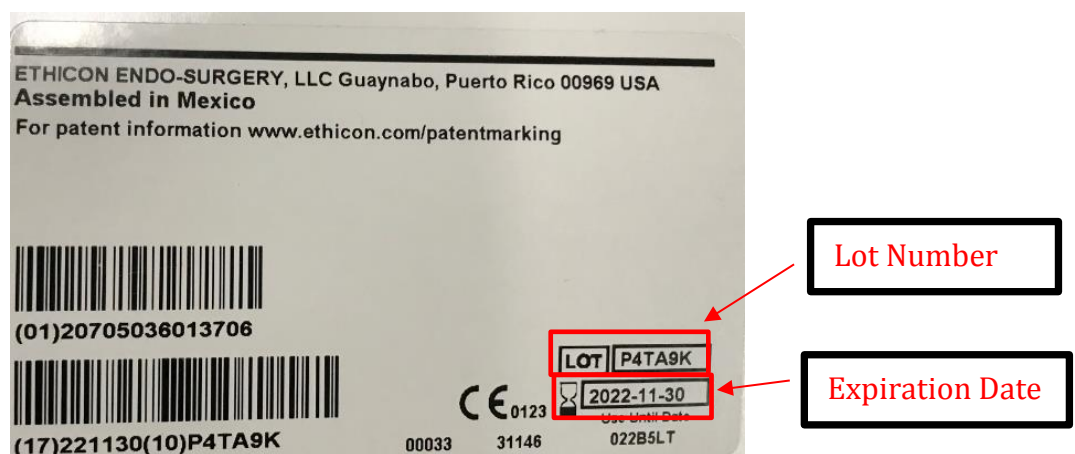 ETHICON ENDO-SURGERY, LLC Guaynabo, Puerto Rico 00969 USA
Assembled in Mexico
For patent information www.ethicon.com/patentmarking
Lot Number
(01)20705036013706
LOT P4TA9K
Expiration Date
CE 0123 2022-11-30
Use Until Date
(17)221130(10)P4TA9K 00033 31146 022B5LT